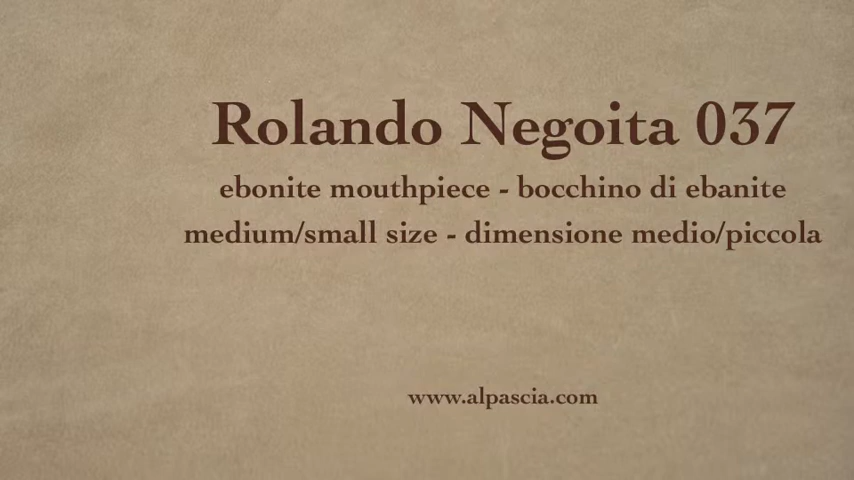 Rolando Negoita 037
ebonite mouthpiece - bocchino di ebanite
medium/small size - dimensione medio/piccola
www.alpascia.com